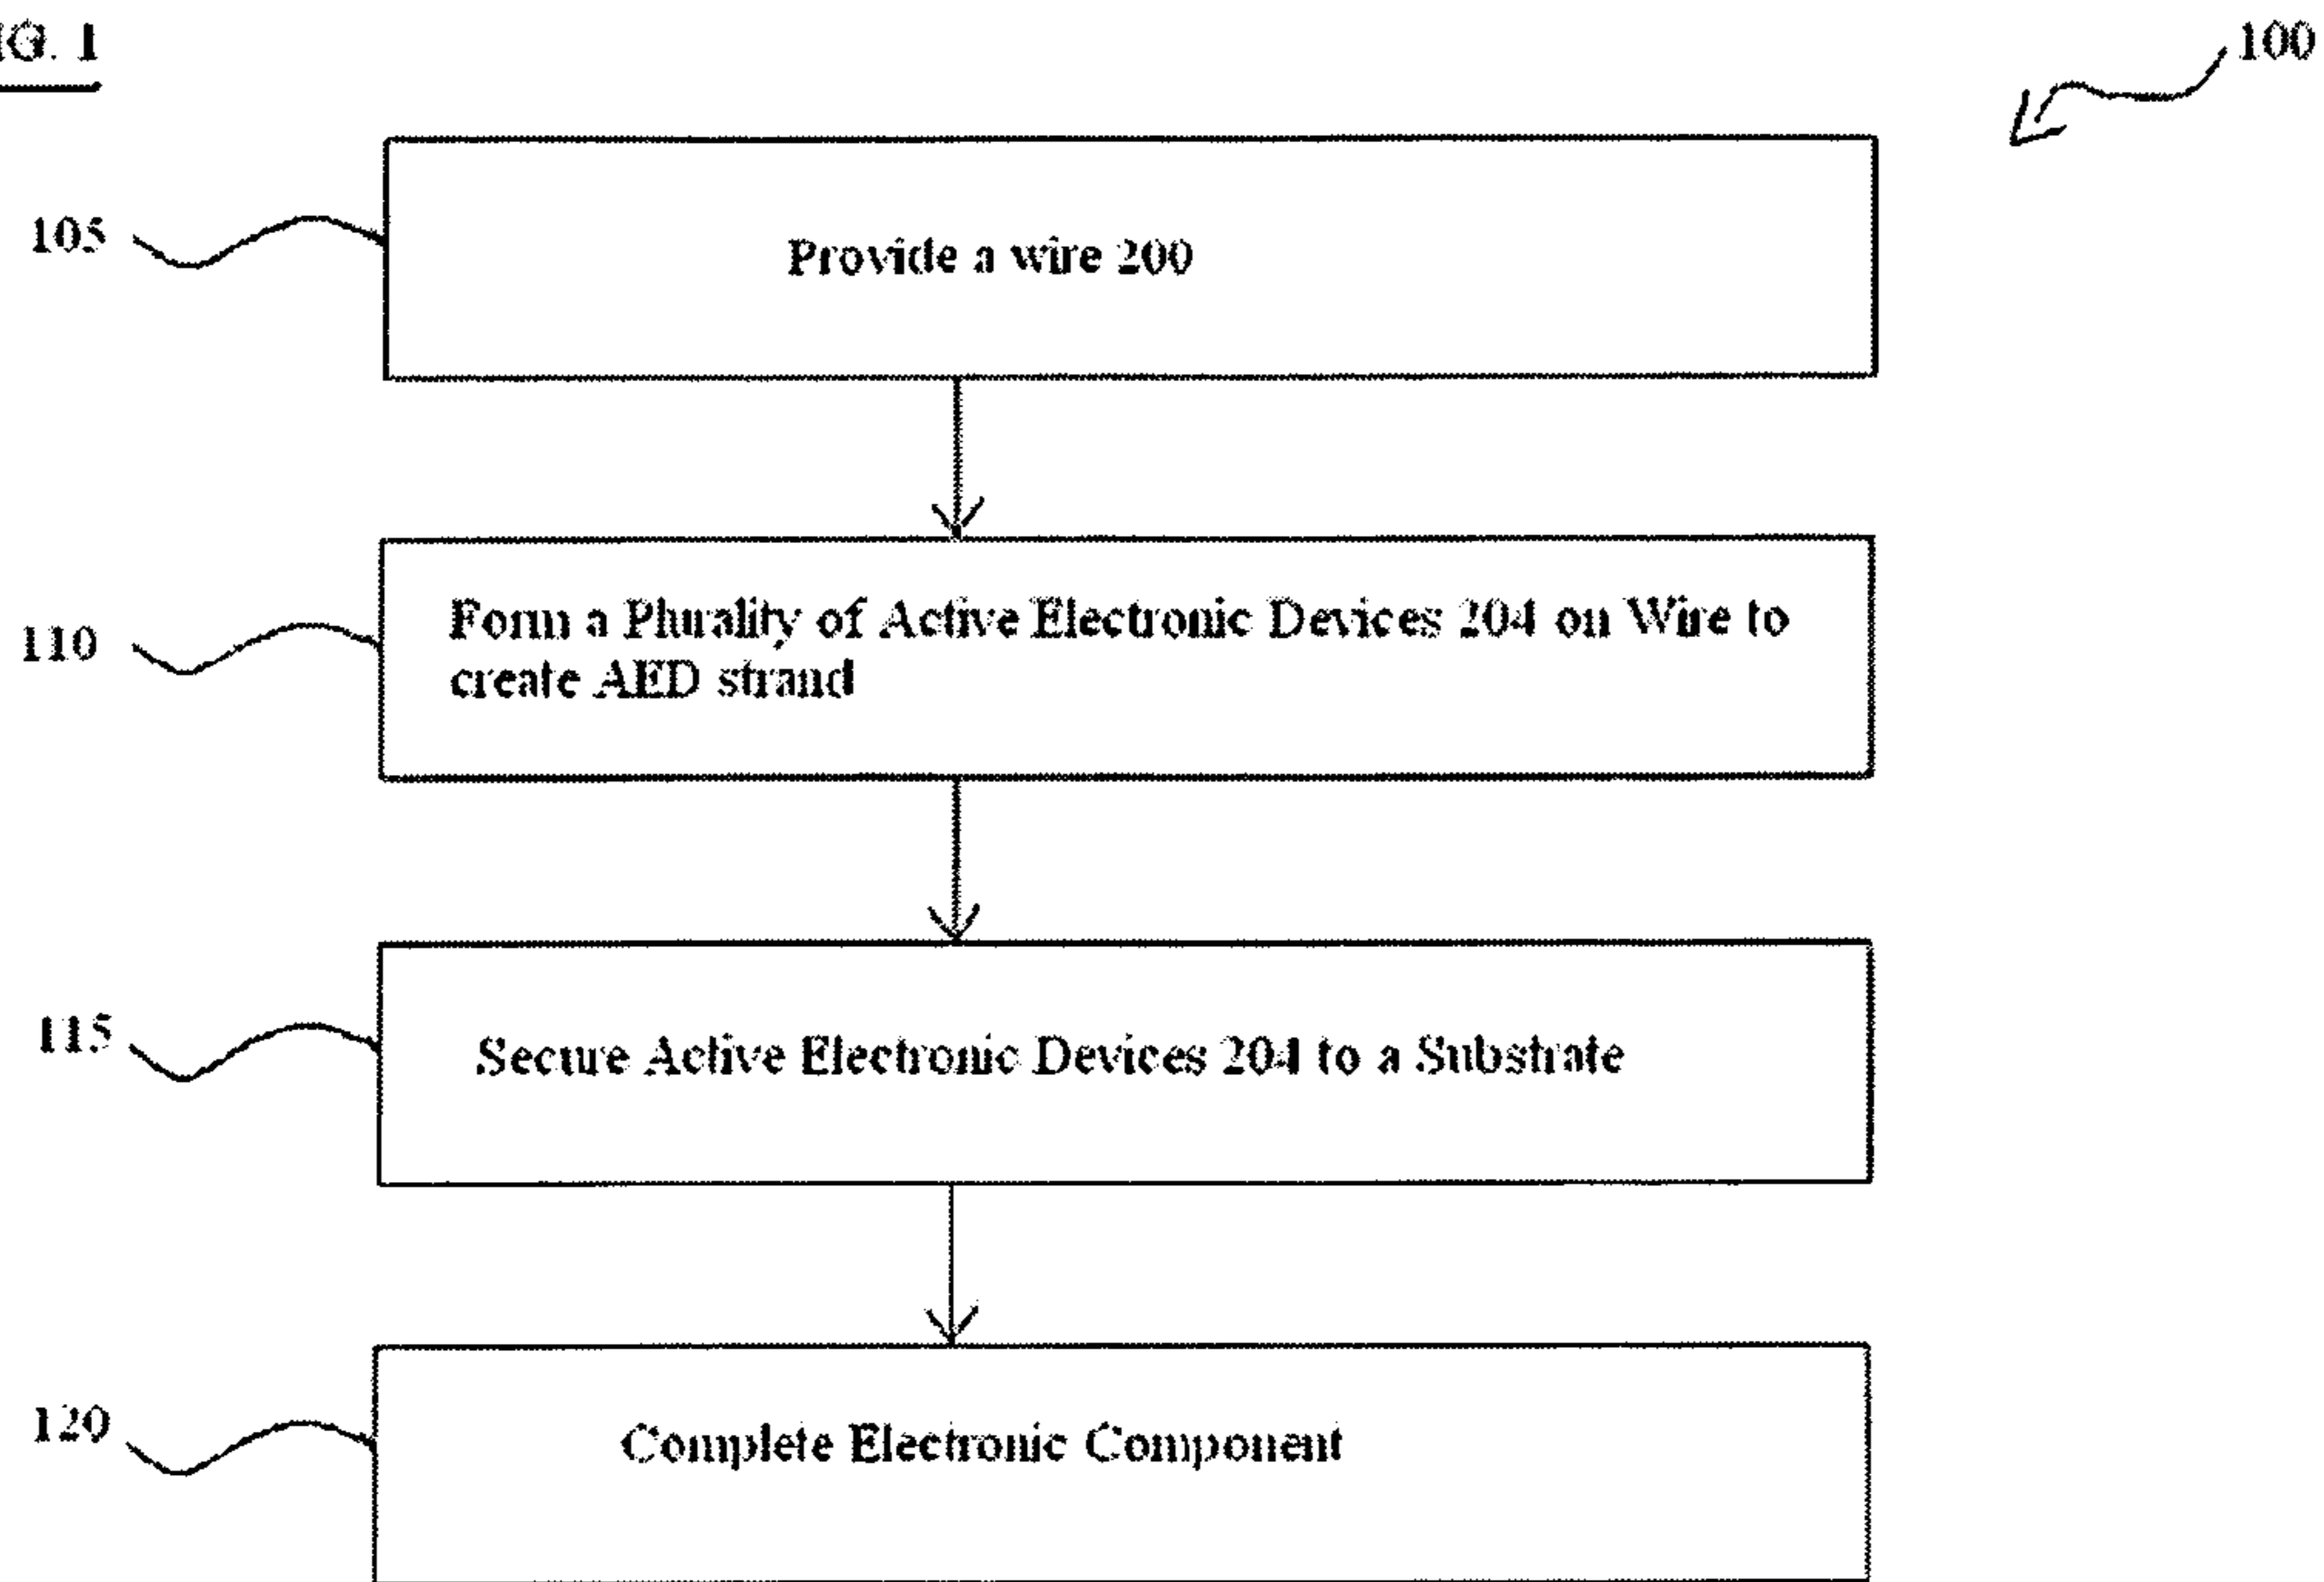 IG. 1
100
105
Provide a wire 200
110
Form a Plurality of Active Electronic Devices 204 on Wire to
create AED strand
115
Secure Active Electronic Devices 204 to a Substrate
120
Complete Electronic Component